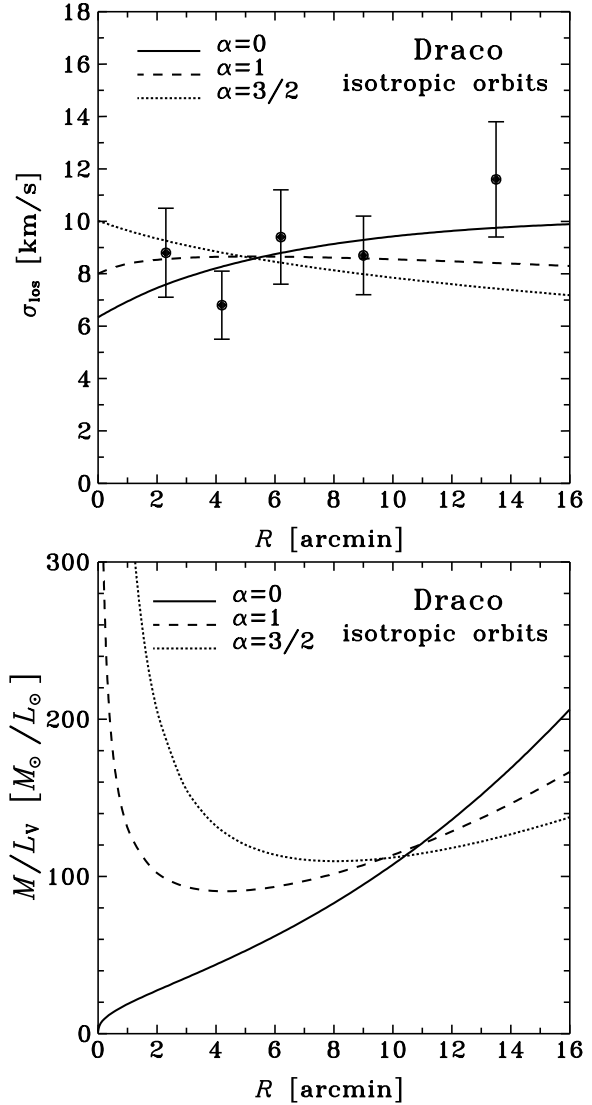 18
16
14
12
10
8
6
4
2
0
σlos [km/s]
α=0
α=1
α=3/2
Draco
isotropic orbits
0 2 4 6 8 10 12 14 16
R [arcmin]
300
200
100
0
M/LV [M⊙/L⊙]
α=0
α=1
α=3/2
Draco
isotropic orbits
0 2 4 6 8 10 12 14 16
R [arcmin]